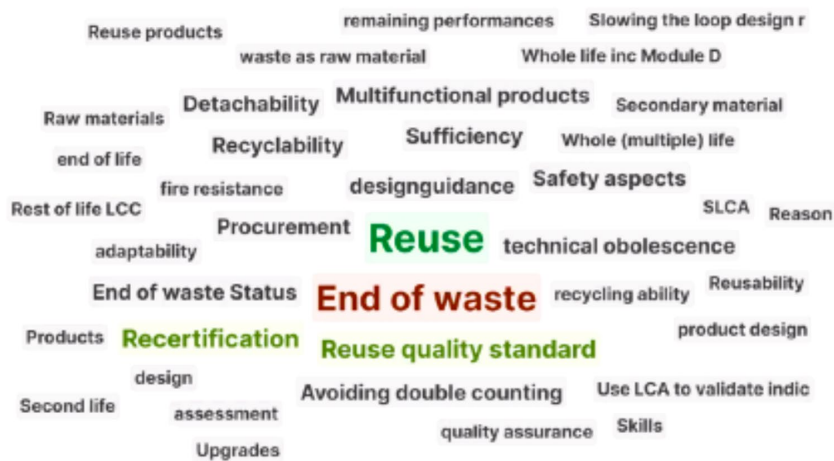 remaining performances
Slowing the loop design r
Reuse products
waste as raw material
Whole life inc Module D
Detachability
Multifunctional products
Secondary material
Raw materials
Recyclability
Sufficiency
Whole (multiple) life
end of life
fire resistance
designguidance
Safety aspects
Rest of life LCC
SLCA
Reason
Procurement
Reuse
technical obolescence
adaptability
End of waste Status
End of waste
recycling ability
Reusability
Products
Recertification
Reuse quality standard
product design
design
Avoiding double counting
Use LCA to validate indic
Second life
assessment
quality assurance
Skills
Upgrades